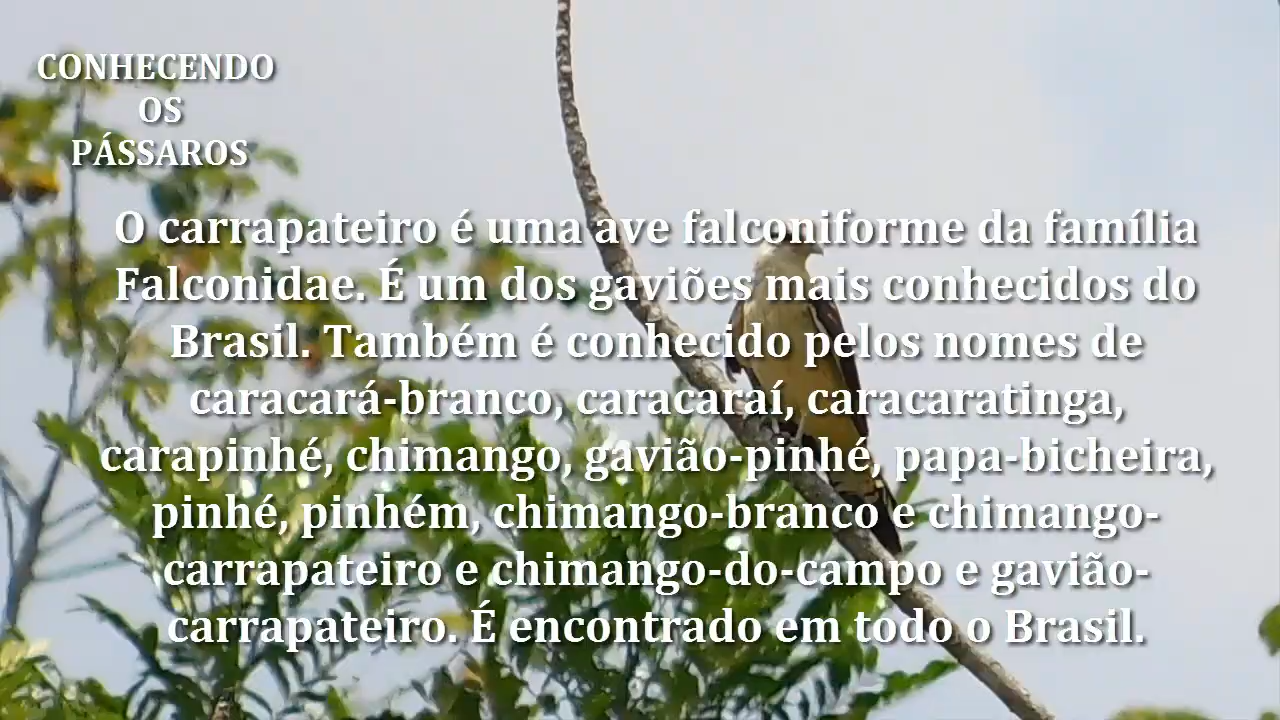 CONHECENDO
OS
PÁSSAROS
O carrapateiro é uma ave falconiforme da família
Falconidae. É um dos gaviões mais conhecidos do
Brasil. Também é conhecido pelos nomes de
caracará-branco, caracaraí, caracaratinga,
carapinhé, chimango, gavião-pinhé, papa-bicheira,
pinhé, pinhém, chimango-branco e chimango-
carrapateiro e chimango-do-campo e gavião-
carrapateiro. É encontrado em todo o Brasil.